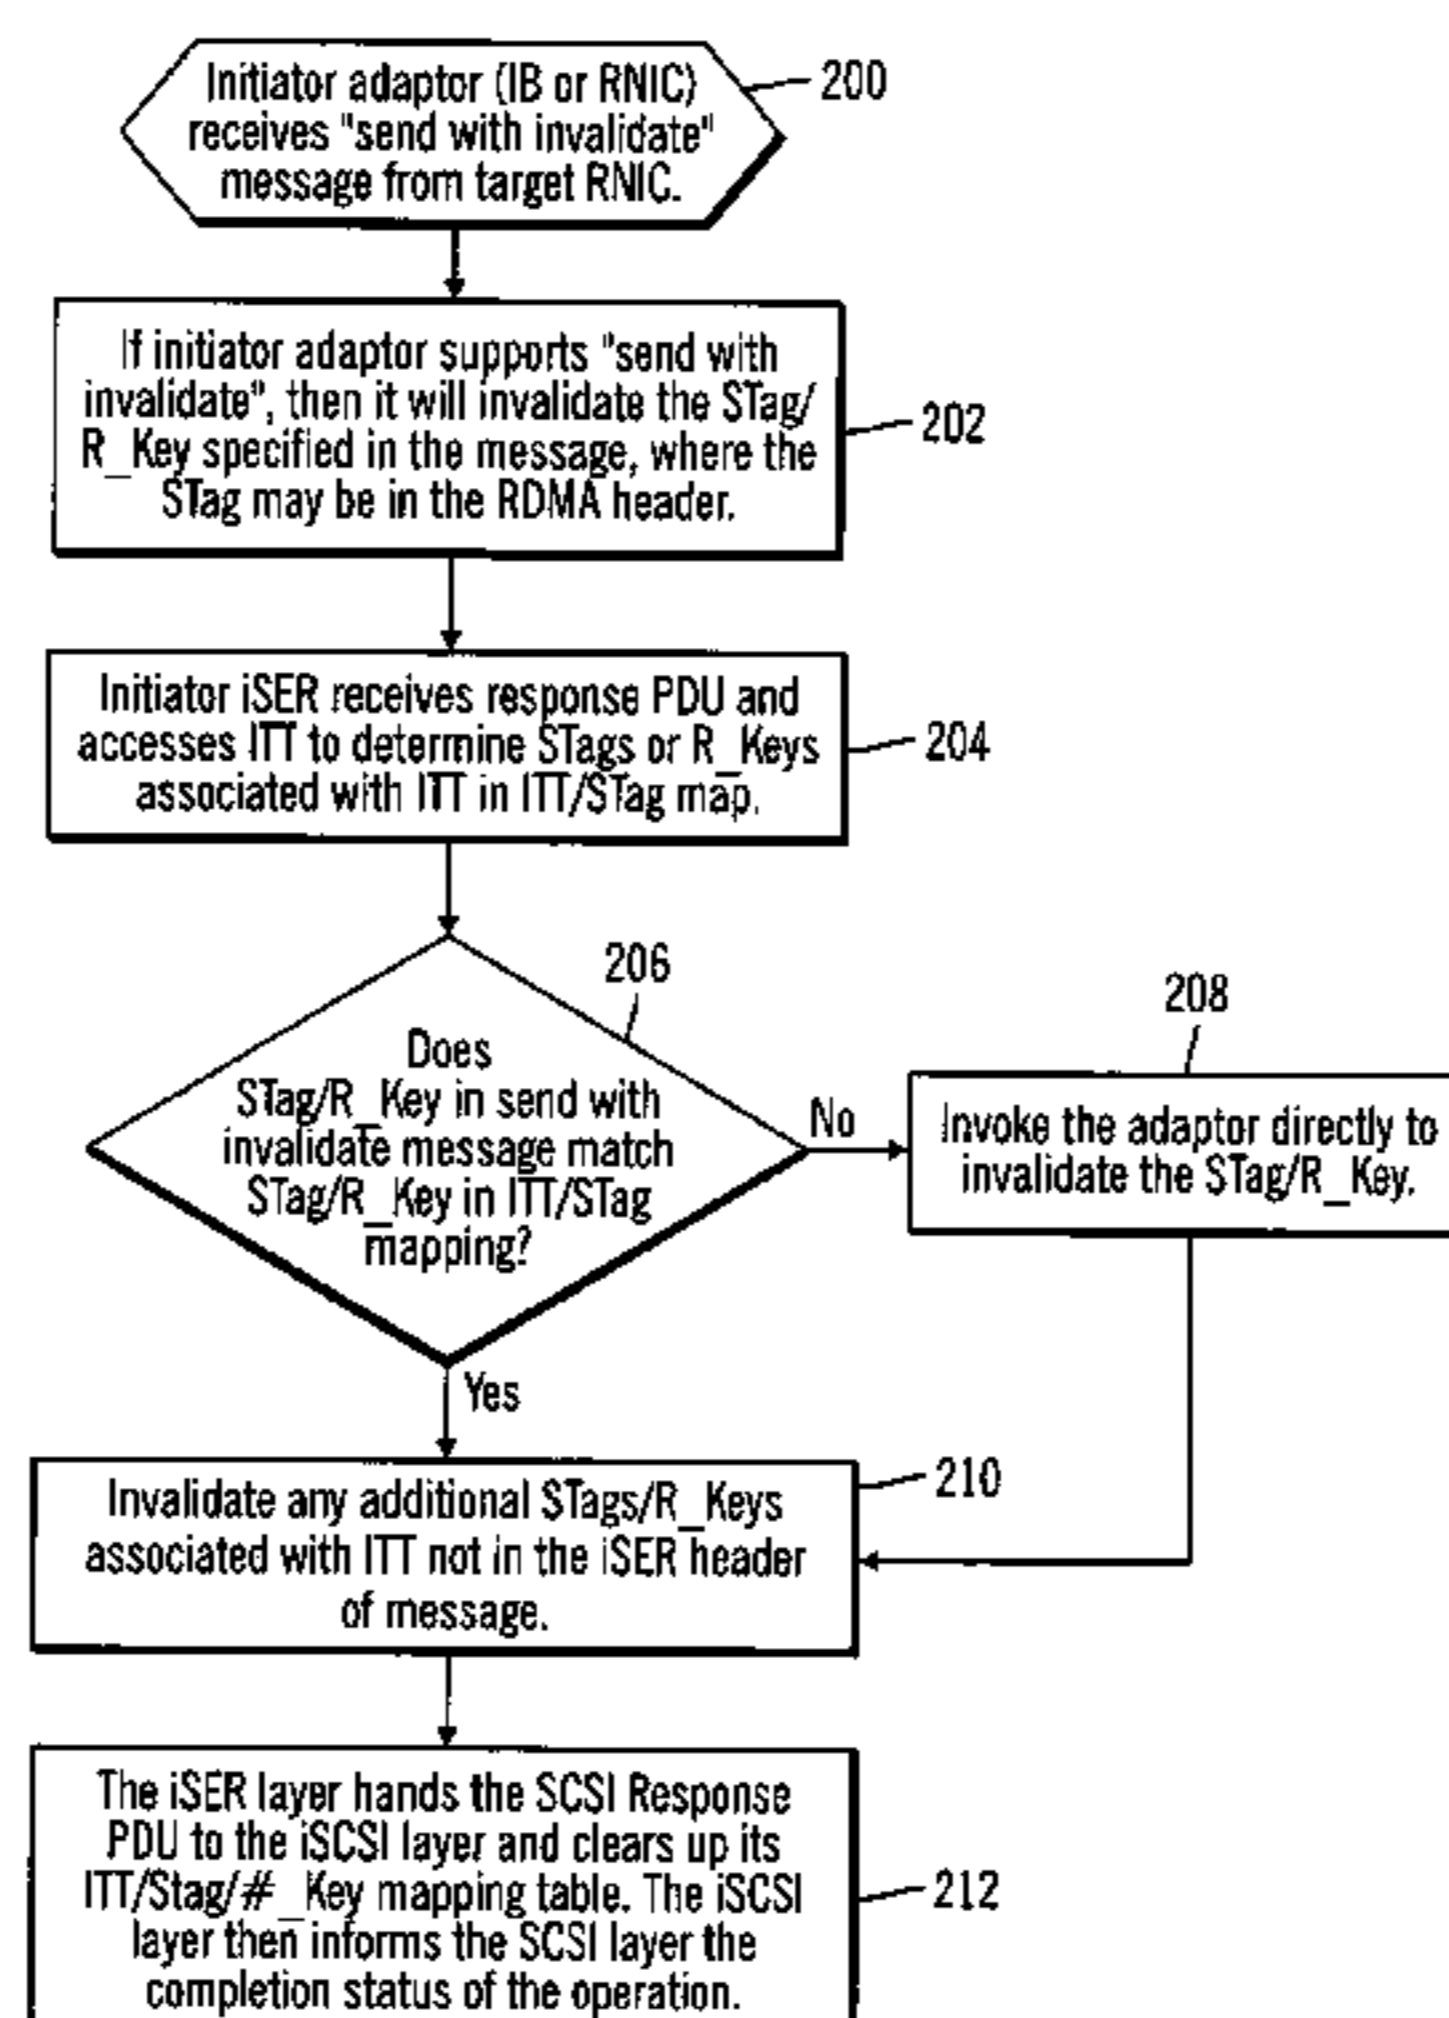 Initiator adaptor (IB or RNIC)
receives "send with invalidate"
message from target RNIC.
200
If initiator adaptor supports "send with
invalidate", then it will invalidate the STag/
R_Key specified in the message, where the
STag may be in the RDMA header.
202
Initiator iSER receives response PDU and
accesses ITT to determine STags or R_Keys
associated with ITT in ITT/STag map.
204
206
Does
STag/R_Key in send with
invalidate message match
STag/R_Key in ITT/STag
mapping?
No
208
Invoke the adaptor directly to
invalidate the STag/R_Key.
Yes
Invalidate any additional STags/R_Keys
associated with ITT not in the iSER header
of message.
210
The iSER layer hands the SCSI Response
PDU to the iSCSI layer and clears up its
ITT/Stag/#_Key mapping table. The iSCSI
layer then informs the SCSI layer the
completion status of the operation.
212